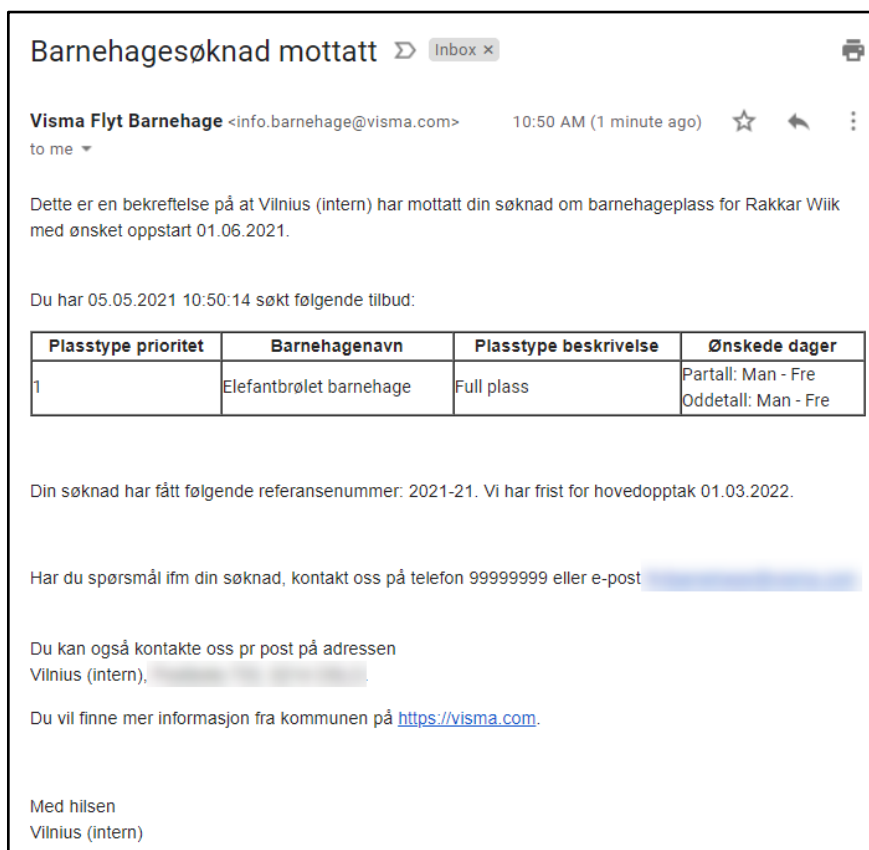 Barnehagesøknad mottatt Inbox ×
Visma Flyt Barnehage <info.barnehage@visma.com> 10:50 AM (1 minute ago)
to me
Dette er en bekreftelse på at Vilnius (intern) har mottatt din søknad om barnehageplass for Rakkar Wiik
med ønsket oppstart 01.06.2021.
Du har 05.05.2021 10:50:14 søkt følgende tilbud:
Plasstype prioritet Barnehagenavn Plasstype beskrivelse Ønskede dager
1 Elefantbrølet barnehage Full plass Partall: Man - Fre
Oddetall: Man - Fre
Din søknad har fått følgende referansenummer: 2021-21. Vi har frist for hovedopptak 01.03.2022.
Har du spørsmål ifm din søknad, kontakt oss på telefon 99999999 eller e-post
Du kan også kontakte oss pr post på adressen
Vilnius (intern),
Du vil finne mer informasjon fra kommunen på https://visma.com.
Med hilsen
Vilnius (intern)